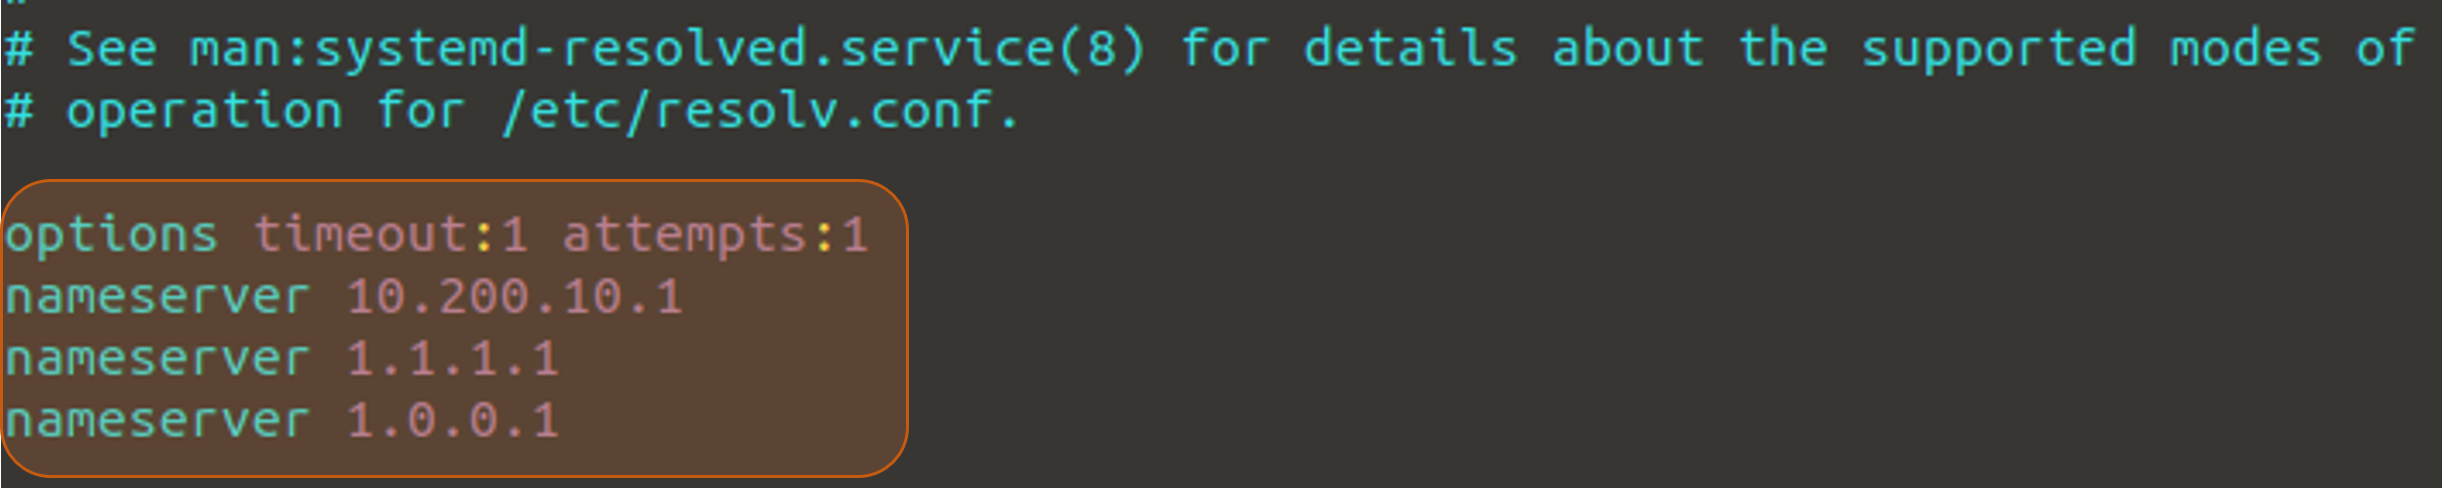 # See man:systemd-resolved.service(8) for details about the supported modes of
# operation for /etc/resolv.conf.
options timeout:1 attempts:1
nameserver 10.200.10.1
nameserver 1.1.1.1
nameserver 1.0.0.1